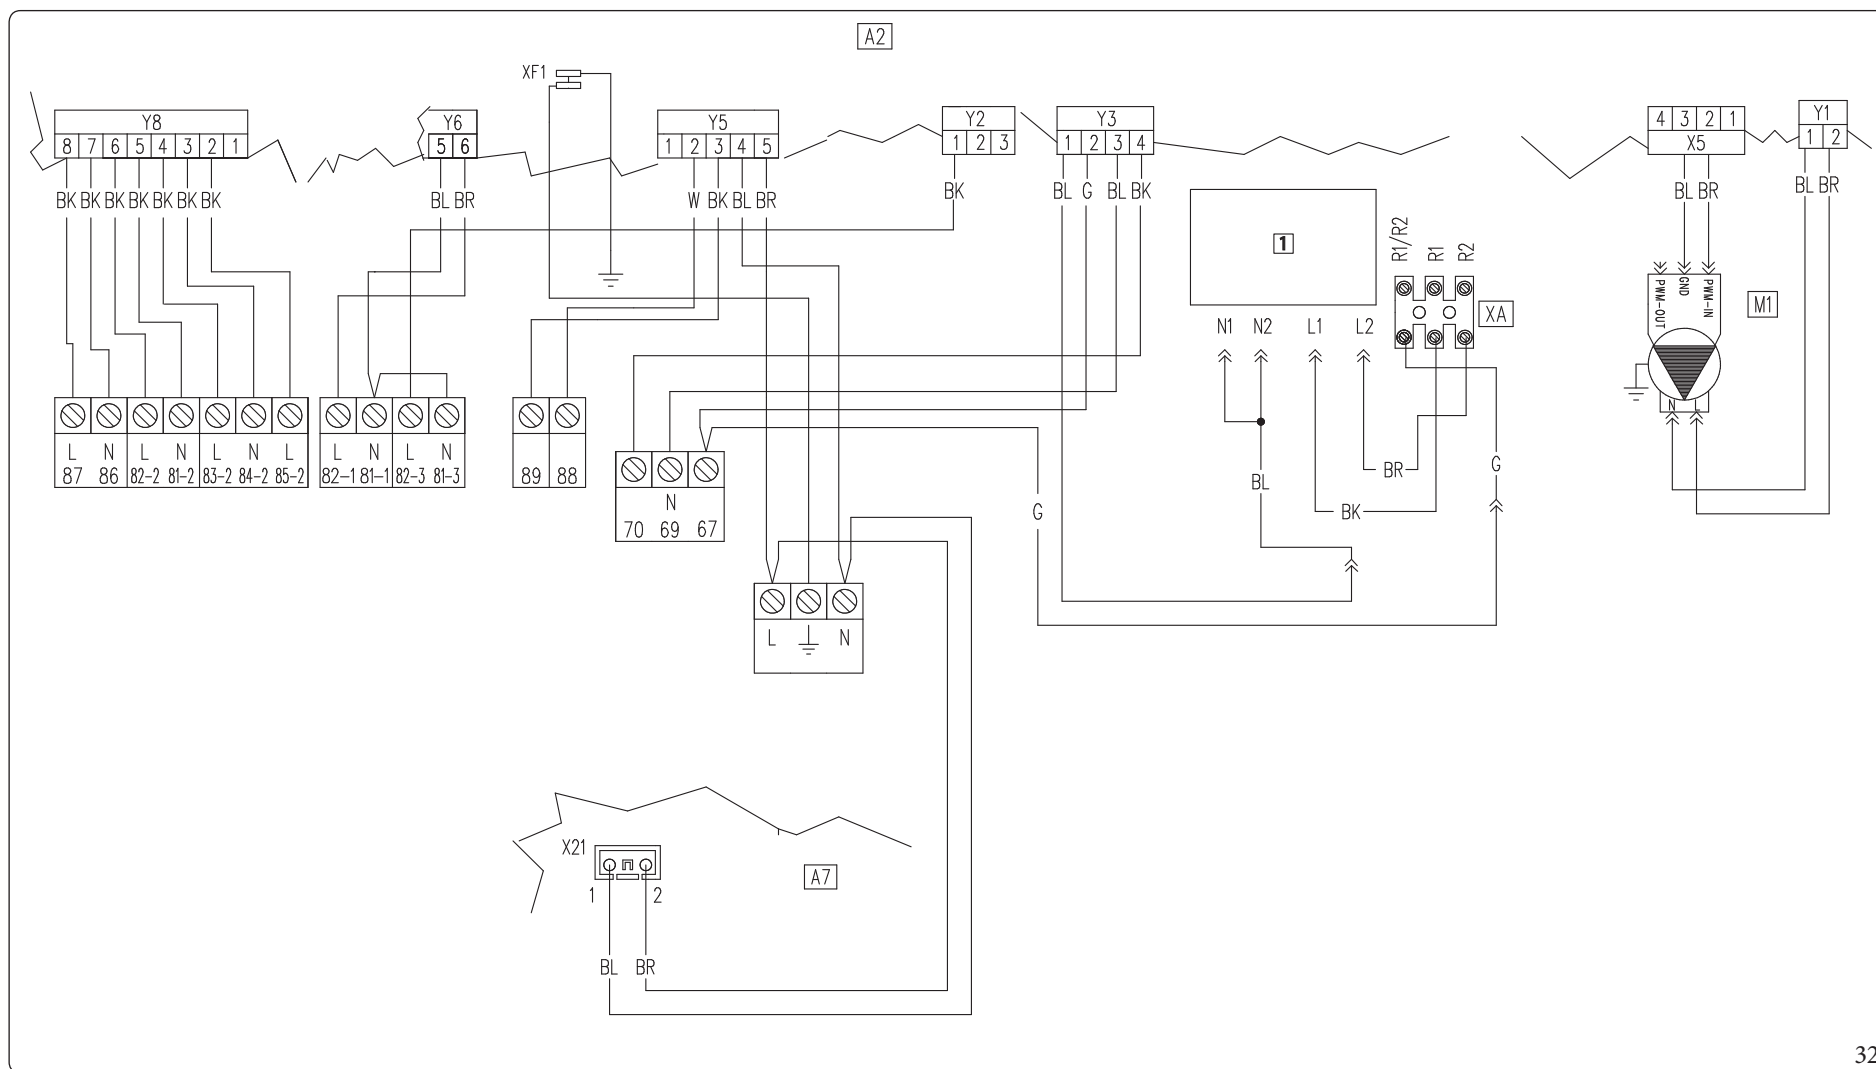 A2
XF1
Y8
8 7 6 5 4 3 2 1
Y6
5 6
Y5
1 2 3 4 5
Y2
1 2 3
Y3
1 2 3 4
4 3 2 1
X5
Y1
1 2
BK BK BK BK BK BK BK
BL BR
W BK BL BR
BK
BL G BL BK
BL BR
BL BR
1
R1/R2
R1
R2
XA
N1 N2 L1 L2
PWM-OUT
GND
PWM-IN
M1
N L
L N L N L N L
87 86 82-2 81-2 83-2 84-2 85-2
L N L N
82-1 81-1 82-3 81-3
89 88
N
70 69 67
BR
G
BL
BK
G
L N
X21
1 2
A7
BL BR
32